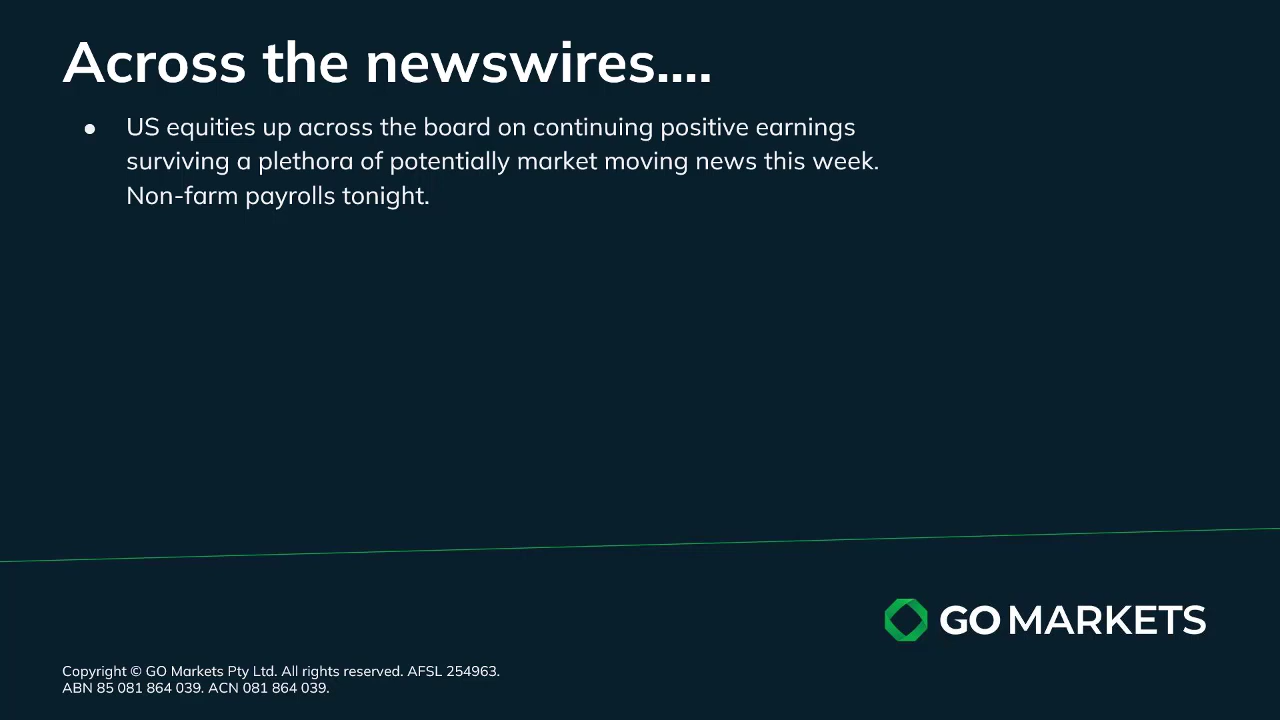 Across the newswires....
● US equities up across the board on continuing positive earnings
surviving a plethora of potentially market moving news this week.
Non-farm payrolls tonight.
GO MARKETS
Copyright © GO Markets Pty Ltd. All rights reserved. AFSL 254963.
ABN 85 081 864 039. ACN 081 864 039.